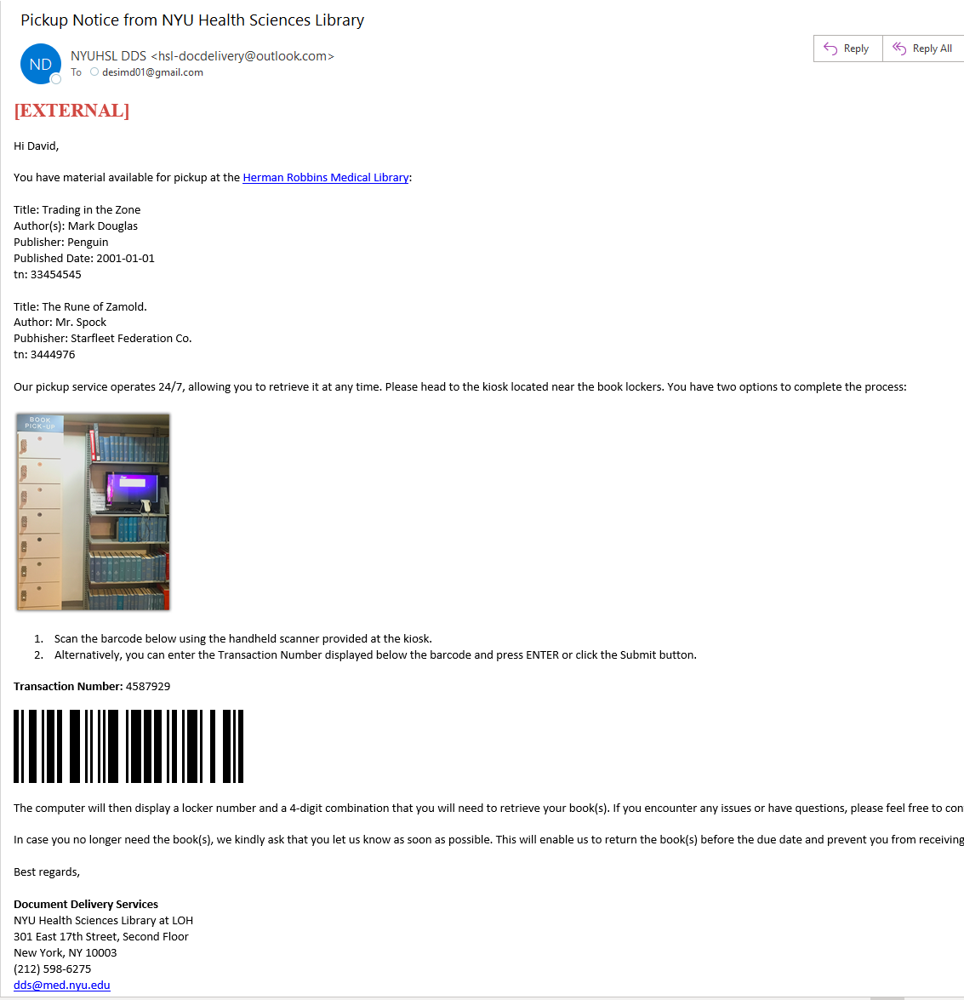 Pickup Notice from NYU Health Sciences Library
ND
NYUHSL DDS <hsl-docdelivery@outlook.com>
To desimd01@gmail.com
Reply
Reply All
[EXTERNAL]
Hi David,
You have material available for pickup at the Herman Robbins Medical Library:
Title: Trading in the Zone
Author(s): Mark Douglas
Publisher: Penguin
Published Date: 2001-01-01
tn: 33454545
Title: The Rune of Zamold.
Author: Mr. Spock
Pubhisher: Starfleet Federation Co.
tn: 3444976
Our pickup service operates 24/7, allowing you to retrieve it at any time. Please head to the kiosk located near the book lockers. You have two options to complete the process:
BOOK
PICK-UP
1. Scan the barcode below using the handheld scanner provided at the kiosk.
2. Alternatively, you can enter the Transaction Number displayed below the barcode and press ENTER or click the Submit button.
Transaction Number: 4587929
The computer will then display a locker number and a 4-digit combination that you will need to retrieve your book(s). If you encounter any issues or have questions, please feel free to con
In case you no longer need the book(s), we kindly ask that you let us know as soon as possible. This will enable us to return the book(s) before the due date and prevent you from receiving
Best regards,
Document Delivery Services
NYU Health Sciences Library at LOH
301 East 17th Street, Second Floor
New York, NY 10003
(212) 598-6275
dds@med.nyu.edu